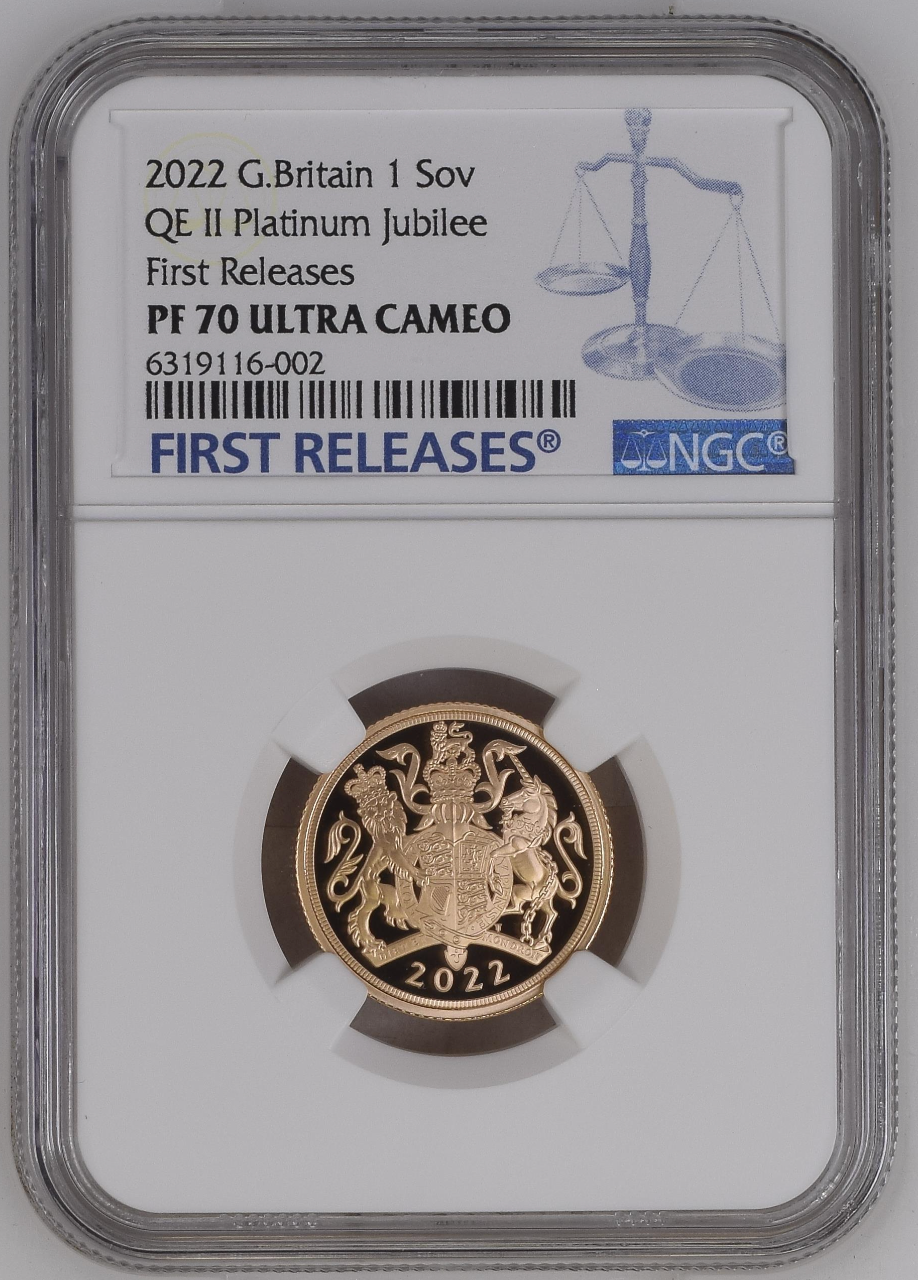 2022 G.Britain 1 Sov
QE II Platinum Jubilee
First Releases
PF 70 ULTRA CAMEO
6319116-002
FIRST RELEASES®
NGC®
2022